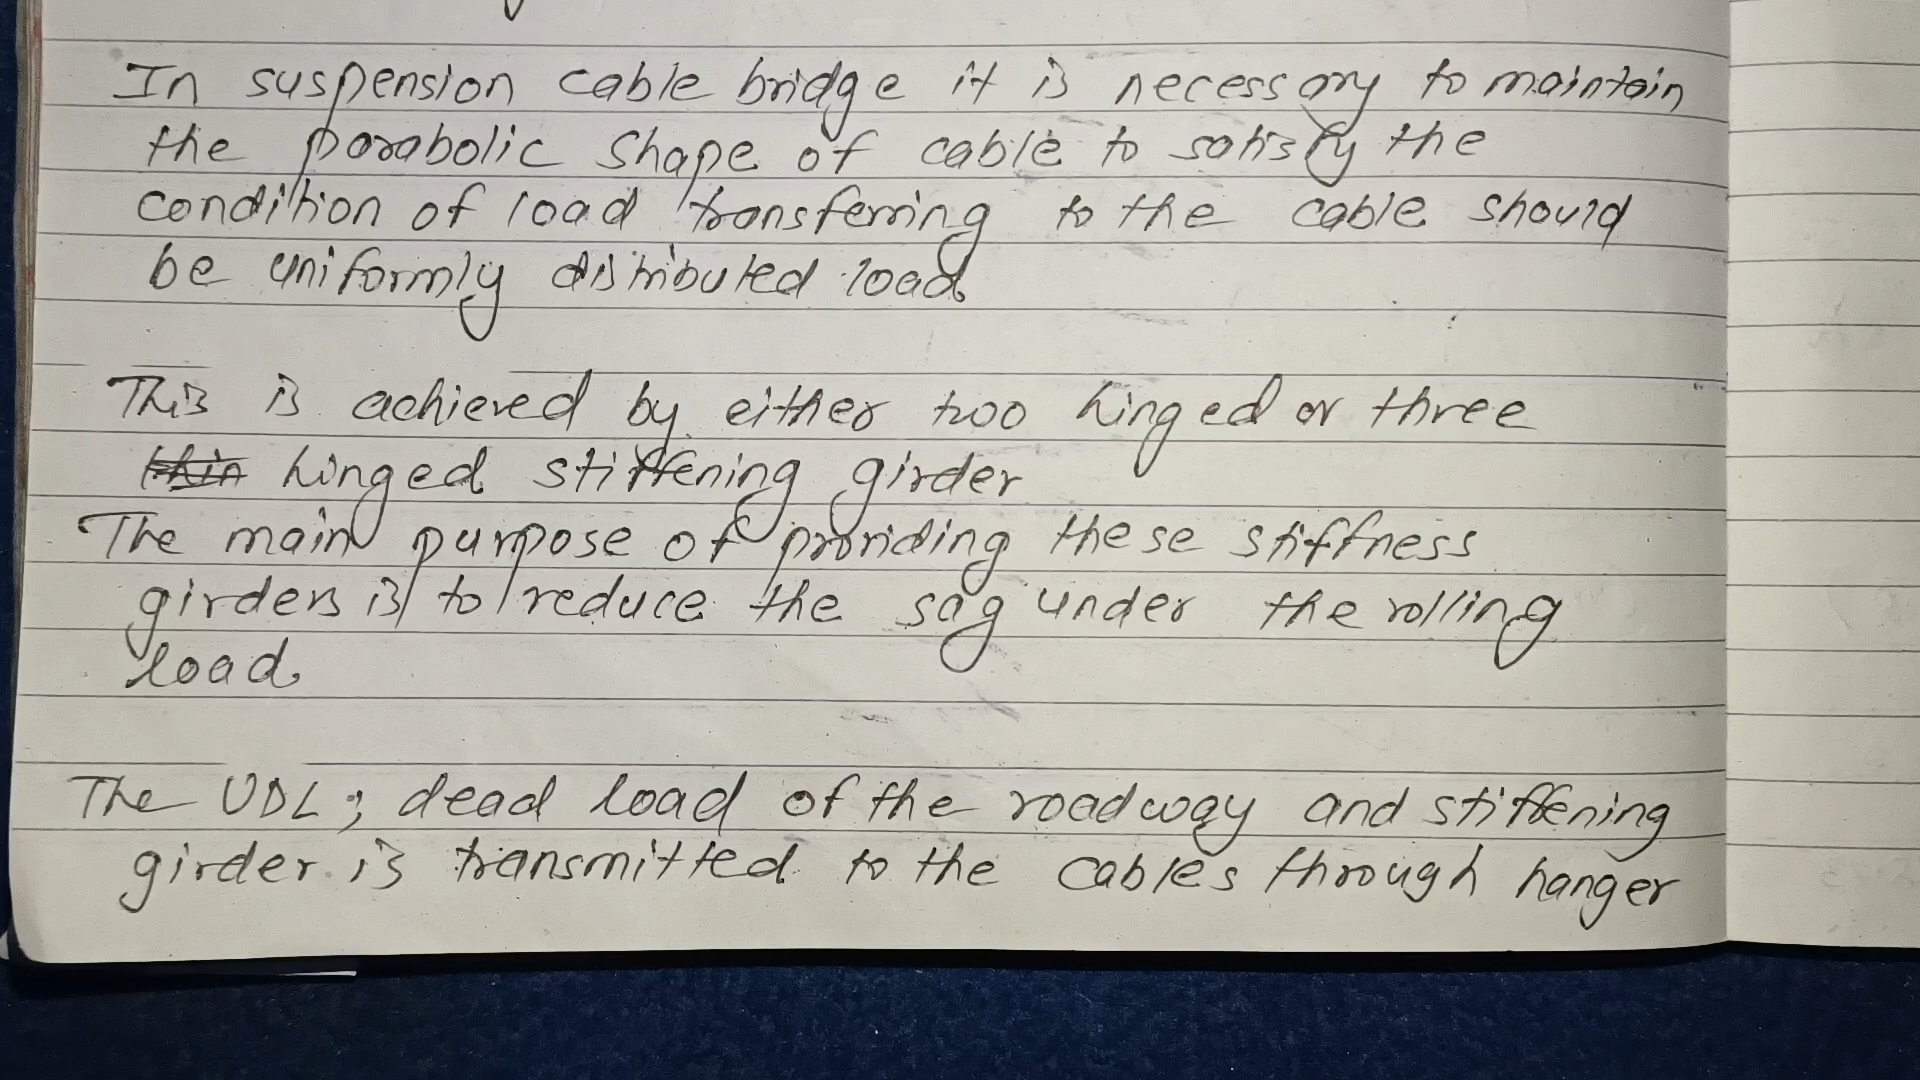 In suspension cable bridge it is necessary to maintain
the parabolic shape of cable to satisfy the
condition of load transferring to the cable should
be uniformly distributed load.
This is achieved by either two hinged or three
thin hinged stiffening girder
The main purpose of providing these stiffness
girders is to reduce the sag under the rolling
load.
The UDL; dead load of the roadway and stiffening
girder is transmitted to the cables through hanger